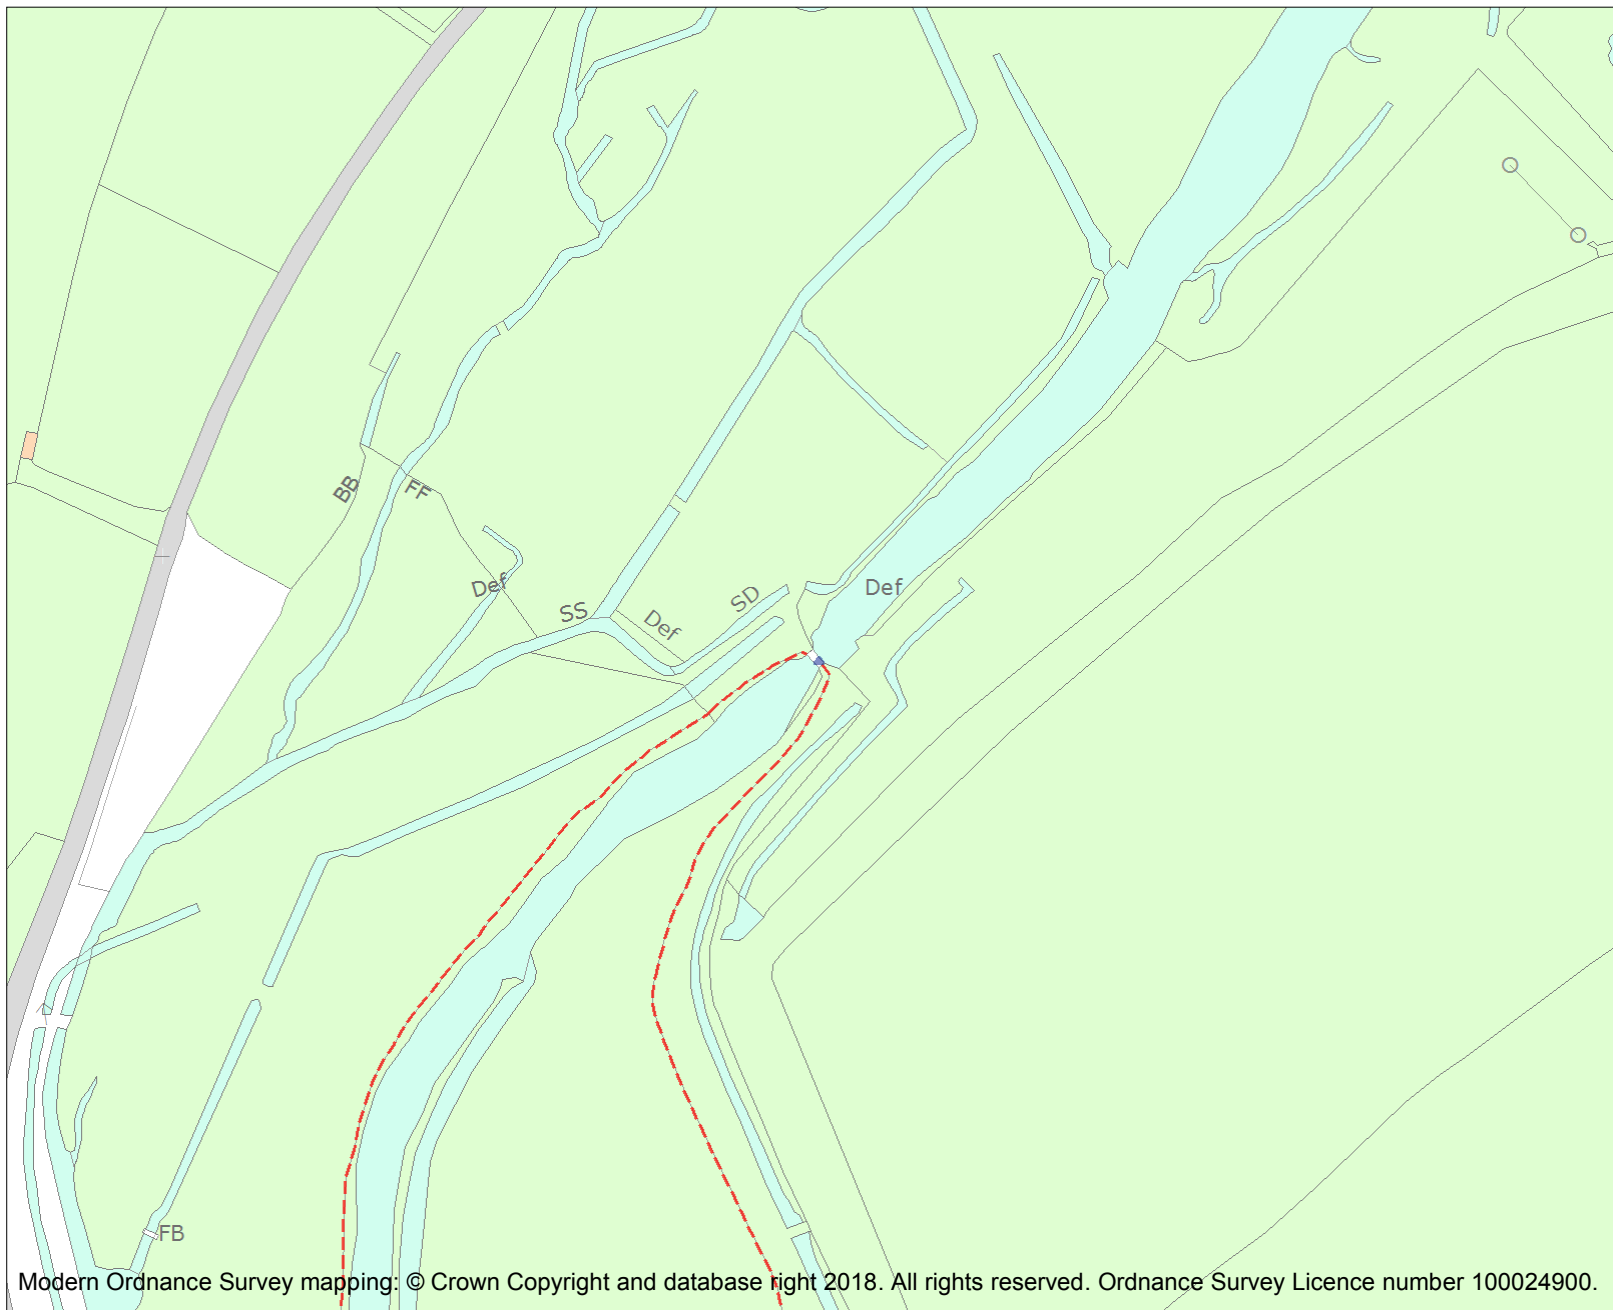 BB
FF
Def
SS
Def
SD
Def
FB
Modern Ordnance Survey mapping: © Crown Copyright and database right 2018. All rights reserved. Ordnance Survey Licence number 100024900.